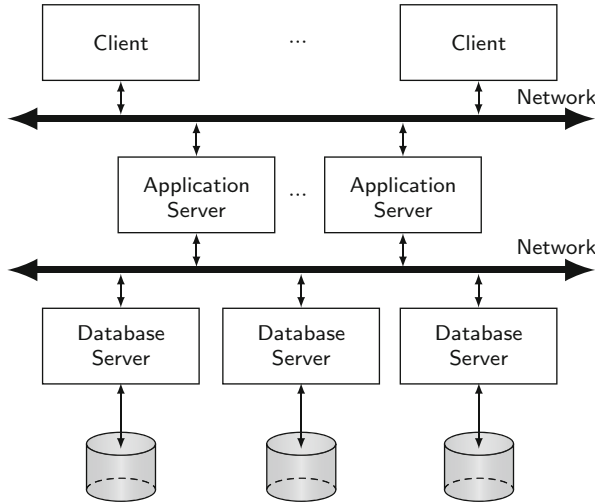 Client
...
Client
Network
Application
Server
...
Application
Server
Network
Database
Server
Database
Server
Database
Server